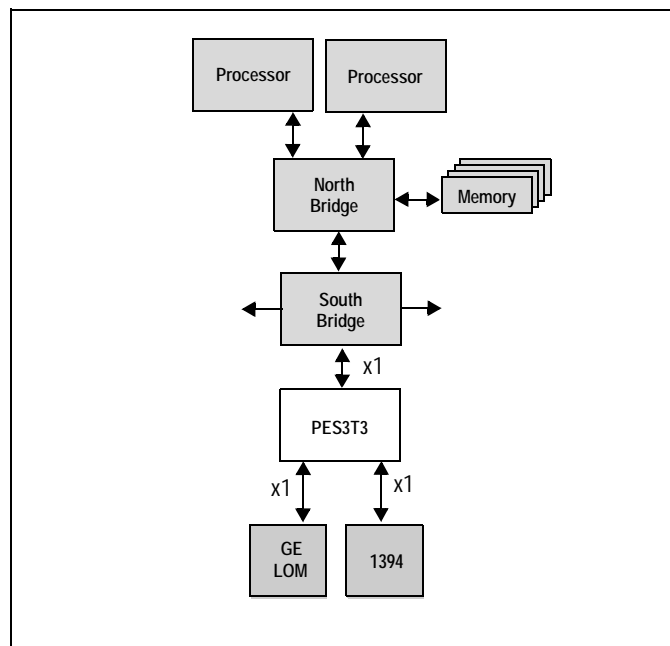 Processor
Processor
North
Bridge
Memory
South
Bridge
x1
PES3T3
x1
x1
GE
LOM
1394